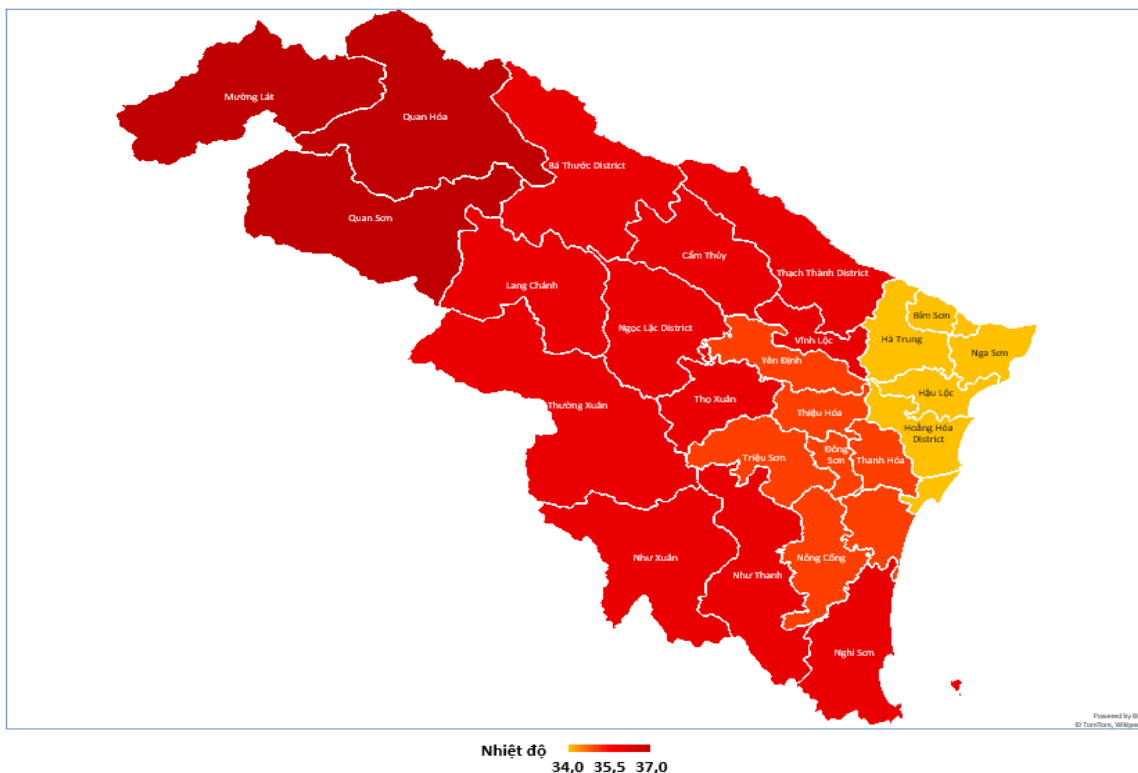 Mường Lát
Quan Hóa
Bá Thước District
Quan Sơn
Cẩm Thủy
Thạch Thành District
Lang Chánh
Bỉm Sơn
Ngọc Lặc District
Vĩnh Lộc
Hà Trung
Nga Sơn
Yên Định
Hậu Lộc
Thọ Xuân
Thường Xuân
Thiệu Hóa
Hoằng Hóa
District
Triệu Sơn
Đông
Sơn
Thanh Hóa
Như Xuân
Nông Cống
Như Thanh
Nghi Sơn
Powered by B
© TomTom, Wikipe
Nhiệt độ
34,0 35,5 37,0